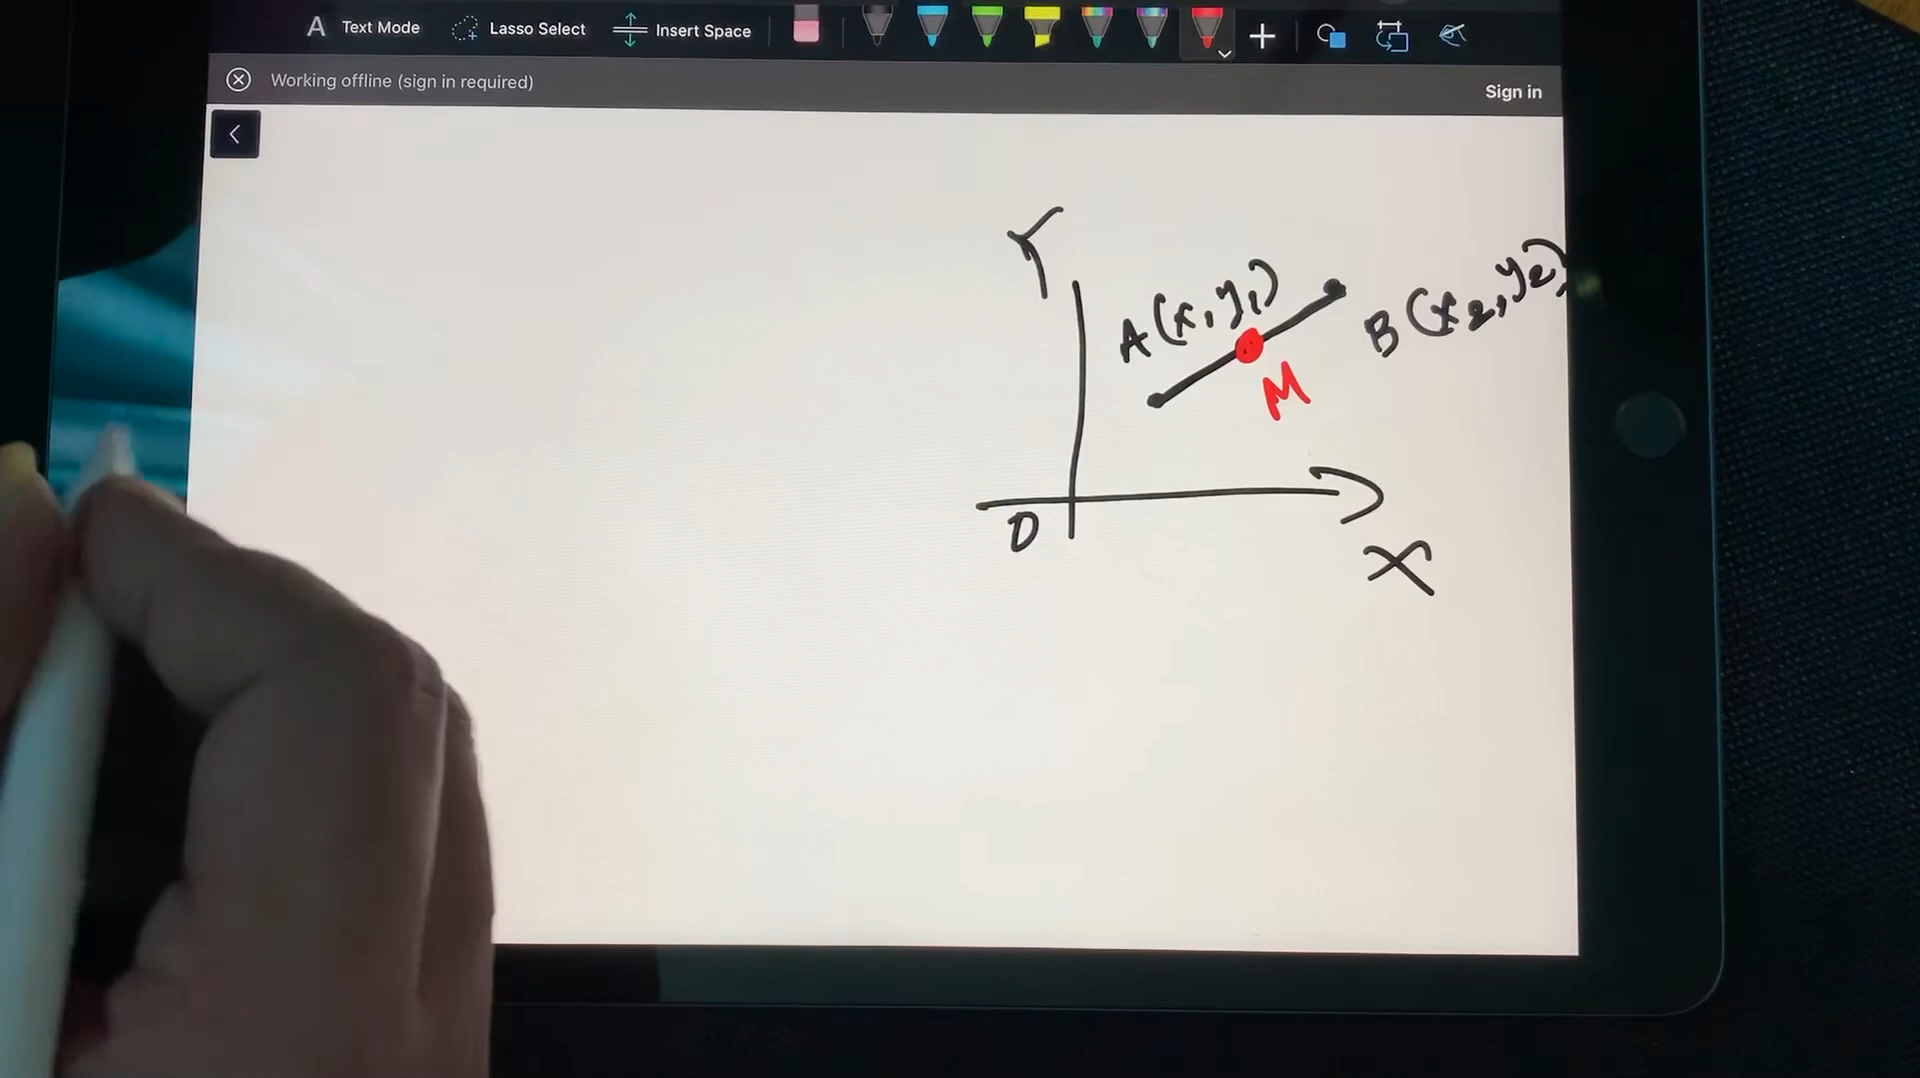 A Text Mode Lasso Select Insert Space
Working offline (sign in required) Sign in
Y
A(x, y₁)
B(x₂, y₂)
M
O
X